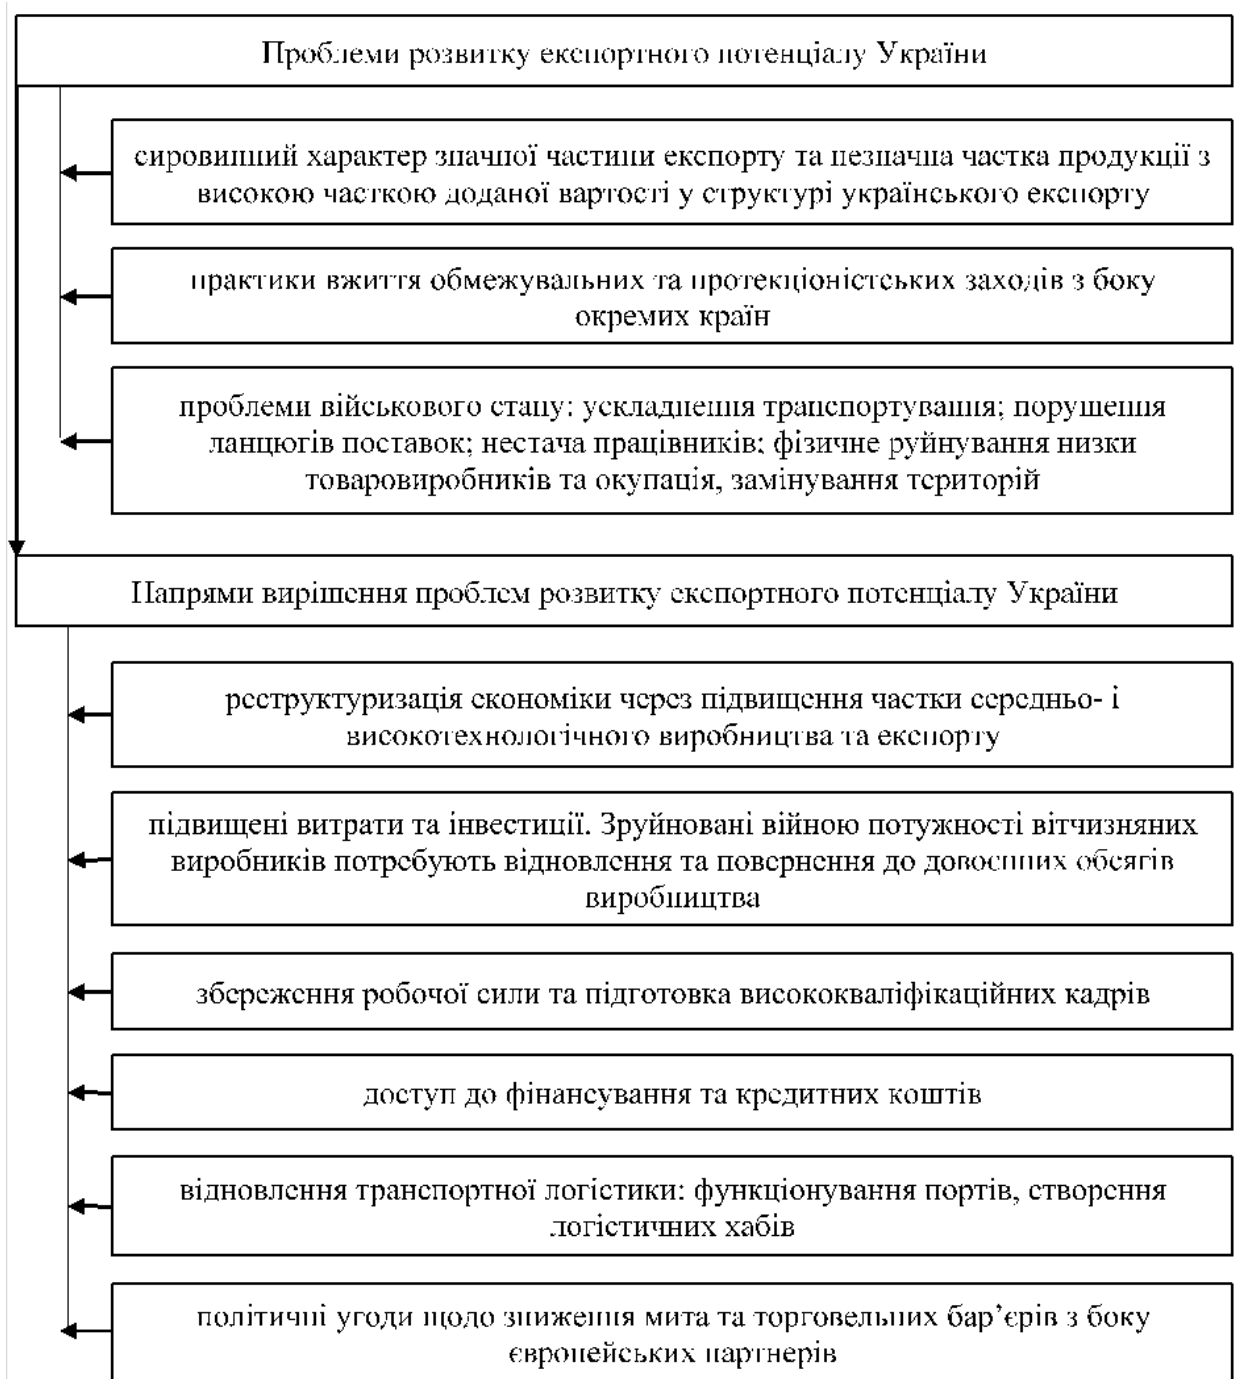 Проблеми розвитку експортного потенціалу України
сировинний характер значної частини експорту та незначна частка продукції з
високою часткою доданої вартості у структурі українського експорту
практики вжиття обмежувальних та протекціоністських заходів з боку
окремих країн
проблеми військового стану: ускладнення транспортування; порушення
ланцюгів поставок; нестача працівників; фізичне руйнування низки
товаровиробників та окупація, замінування територій
Напрями вирішення проблем розвитку експортного потенціалу України
реструктуризація економіки через підвищення частки середньо- і
високотехнологічного виробництва та експорту
підвищені витрати та інвестиції. Зруйновані війною потужності вітчизняних
виробників потребують відновлення та повернення до довоєнних обсягів
виробництва
збереження робочої сили та підготовка висококваліфікаційних кадрів
доступ до фінансування та кредитних коштів
відновлення транспортної логістики: функціонування портів, створення
логістичних хабів
політичні угоди щодо зниження мита та торговельних бар’єрів з боку
європейських партнерів